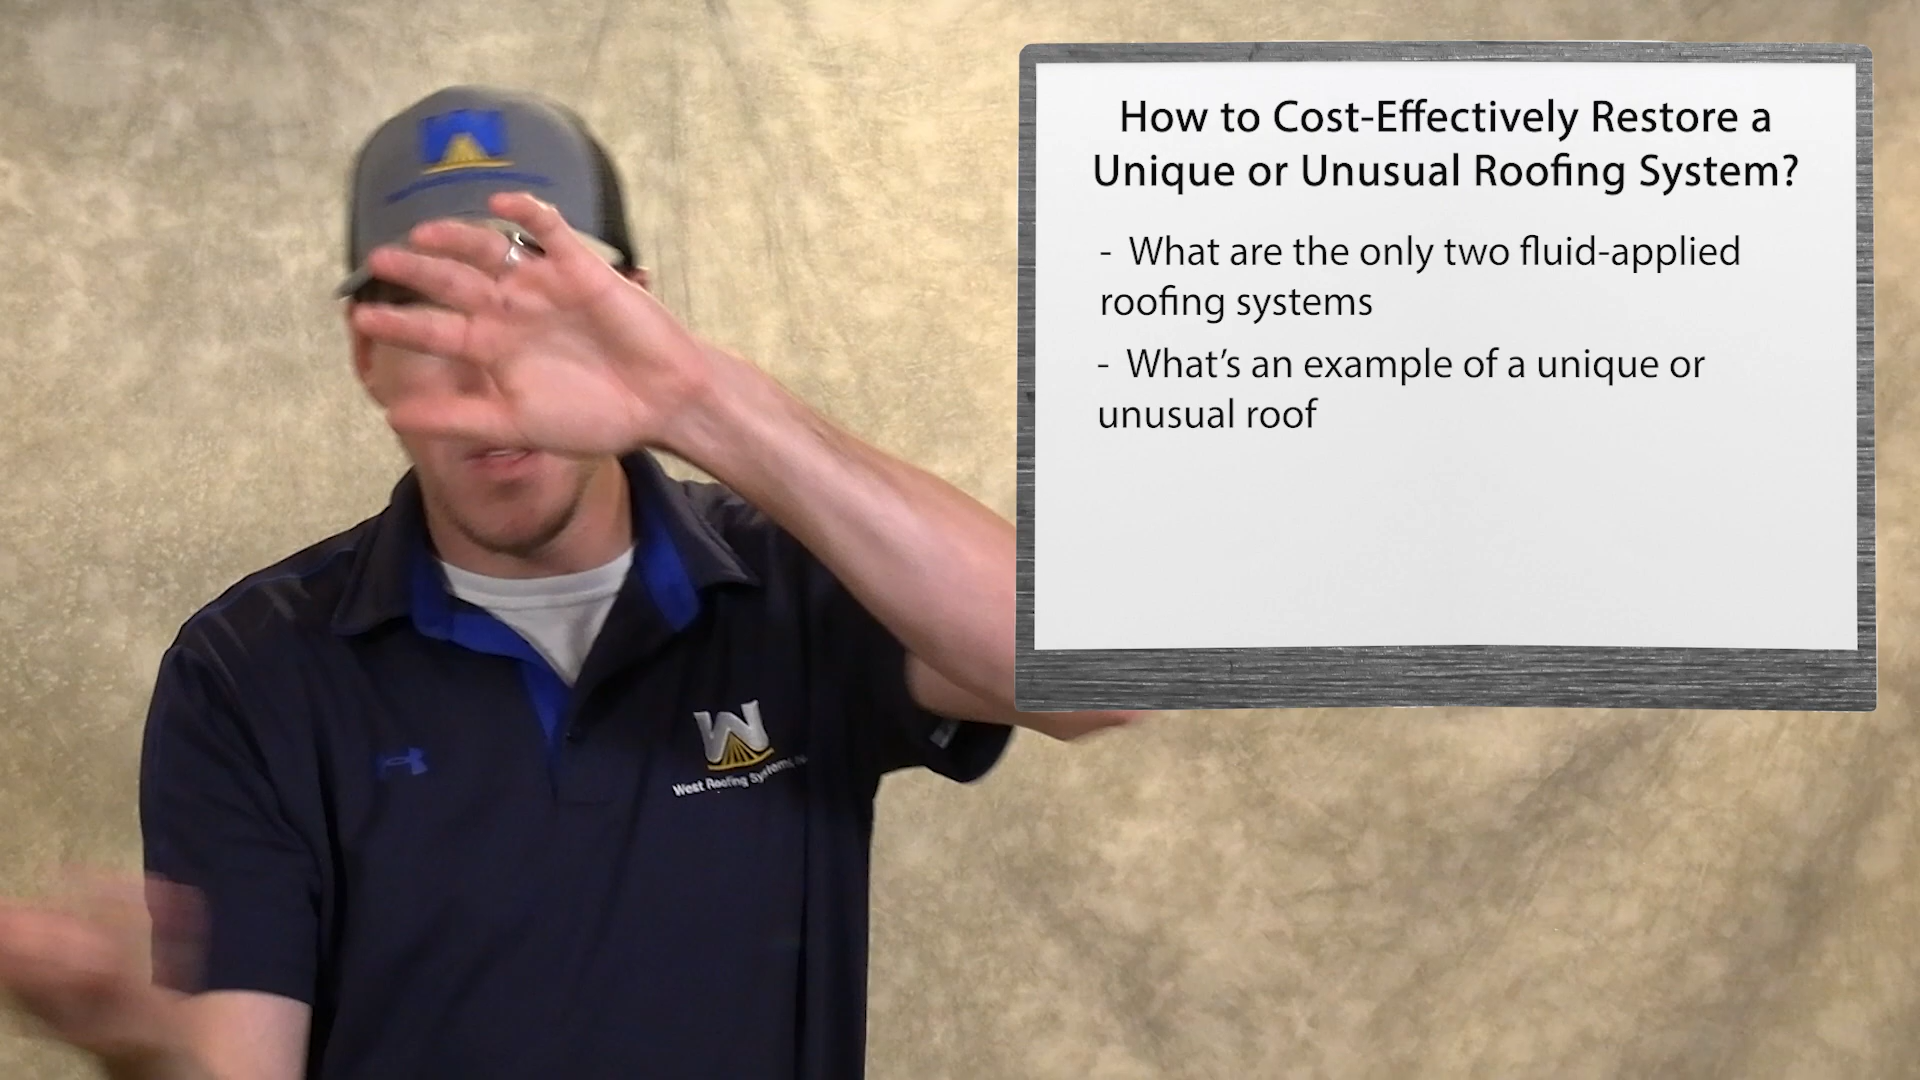 How to Cost-Effectively Restore a
Unique or Unusual Roofing System?
- What are the only two fluid-applied
roofing systems
- What's an example of a unique or
unusual roof
W
West Roofing Systems,